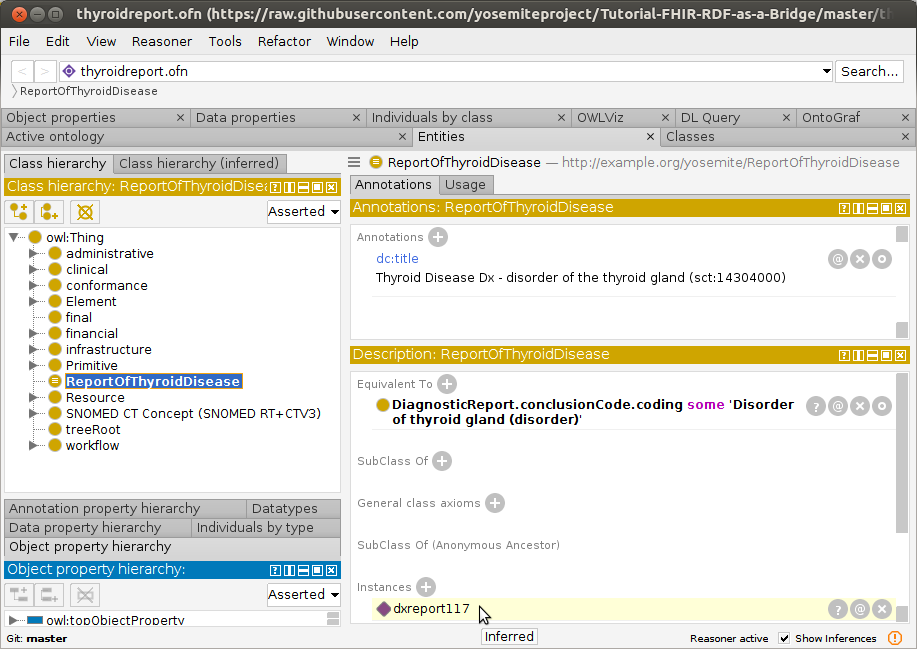 thyroidreport.ofn (https://raw.githubusercontent.com/yosemiteproject/Tutorial-FHIR-RDF-as-a-Bridge/master/
File Edit View Reasoner Tools Refactor Window Help
< > thyroidreport.ofn Search...
ReportOfThyroidDisease
Object properties × Data properties × Individuals by class × OWLViz × DL Query × OntoGraf ×
Active ontology × Entities × Classes ×
Class hierarchy Class hierarchy (inferred)
Class hierarchy: ReportOfThyroidDisea
Asserted
owl:Thing
administrative
clinical
conformance
Element
final
financial
infrastructure
Primitive
ReportOfThyroidDisease
Resource
SNOMED CT Concept (SNOMED RT+CTV3)
treeRoot
workflow
Annotation property hierarchy Datatypes
Data property hierarchy Individuals by type
Object property hierarchy
Object property hierarchy:
Asserted
owl:topObjectProperty
Git: master
ReportOfThyroidDisease — http://example.org/yosemite/ReportOfThyroidDisease
Annotations Usage
Annotations: ReportOfThyroidDisease
Annotations
dc:title
Thyroid Disease Dx - disorder of the thyroid gland (sct:14304000)
Description: ReportOfThyroidDisease
Equivalent To
DiagnosticReport.conclusionCode.coding some 'Disorder
of thyroid gland (disorder)'
SubClass Of
General class axioms
SubClass Of (Anonymous Ancestor)
Instances
dxreport117
Inferred
Reasoner active Show Inferences